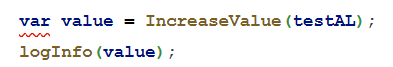 var value = IncreaseValue(testAL);
logInfo(value);